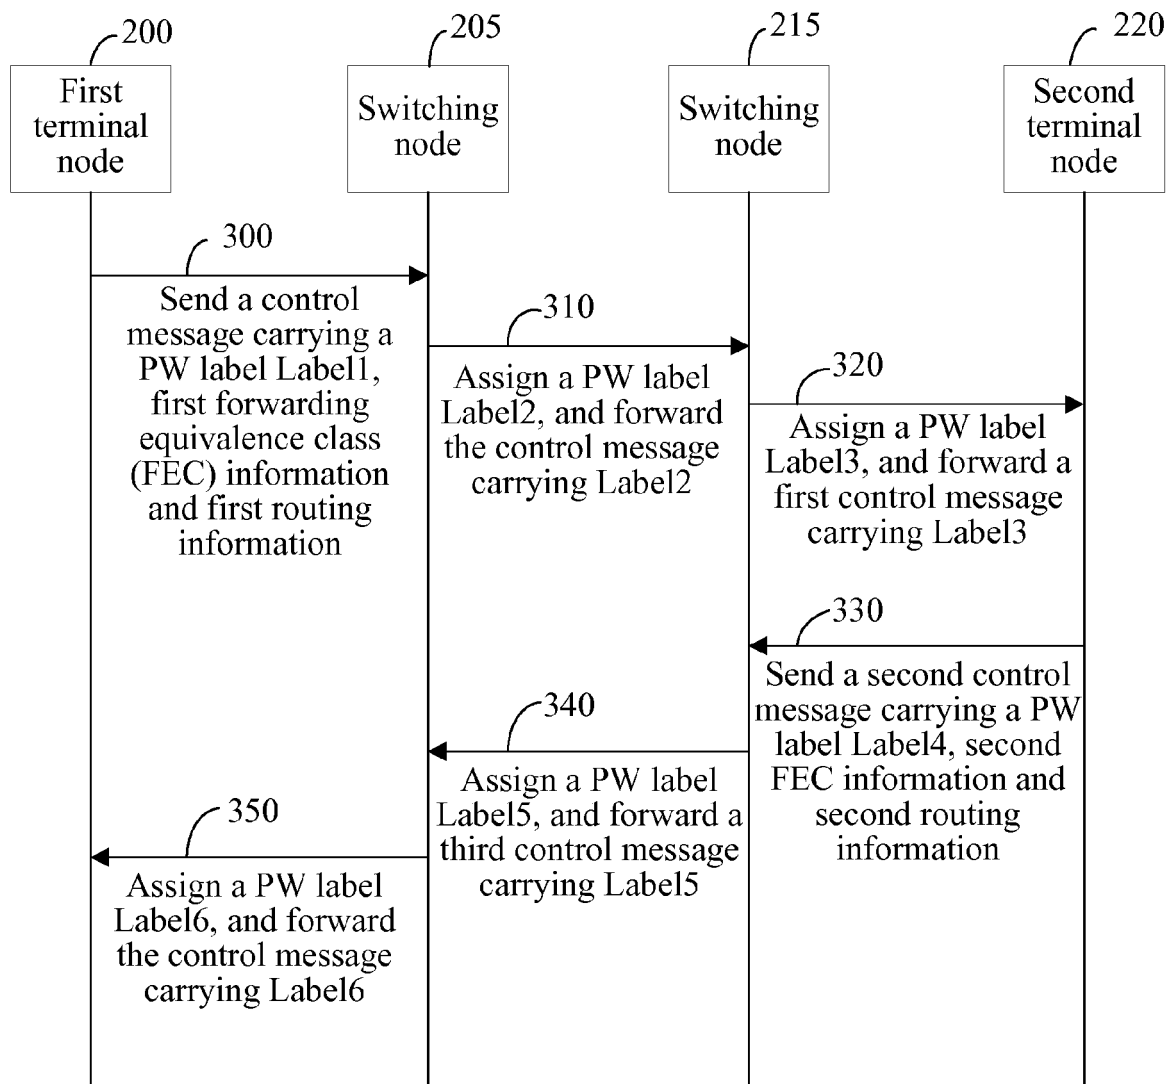 200
205
215
220
First
terminal
node
Switching
node
Switching
node
Second
terminal
node
300
Send a control
message carrying a
PW label Label1,
first forwarding
equivalence class
(FEC) information
and first routing
information
310
Assign a PW label
Label2, and forward
the control message
carrying Label2
320
Assign a PW label
Label3, and forward a
first control message
carrying Label3
330
Send a second control
message carrying a PW
label Label4, second
FEC information and
second routing
information
340
Assign a PW label
Label5, and forward a
third control message
carrying Label5
350
Assign a PW label
Label6, and forward
the control message
carrying Label6